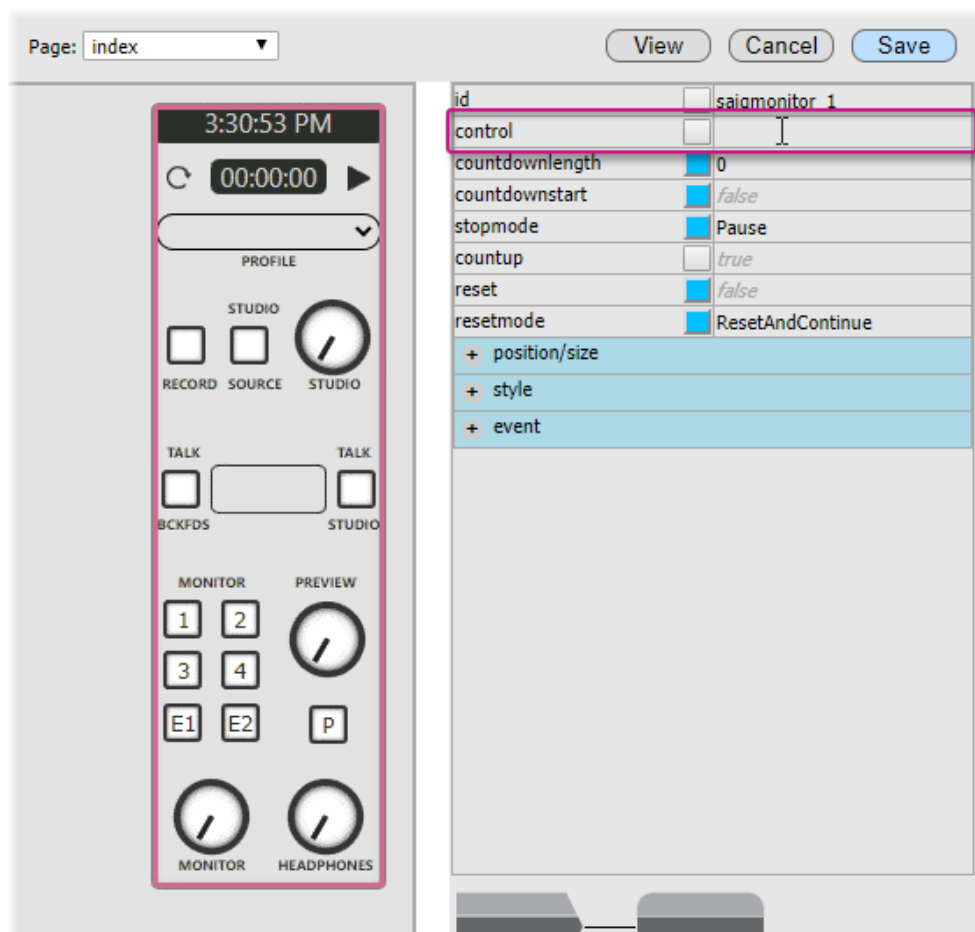 Page: index View Cancel Save
3:30:53 PM
00:00:00
PROFILE
STUDIO
RECORD SOURCE STUDIO
TALK TALK
BCKFDS STUDIO
MONITOR PREVIEW
1 2
3 4
E1 E2 P
MONITOR HEADPHONES
id saigmonitor_1
control
countdownlength 0
countdownstart false
stopmode Pause
countup true
reset false
resetmode ResetAndContinue
+ position/size
+ style
+ event